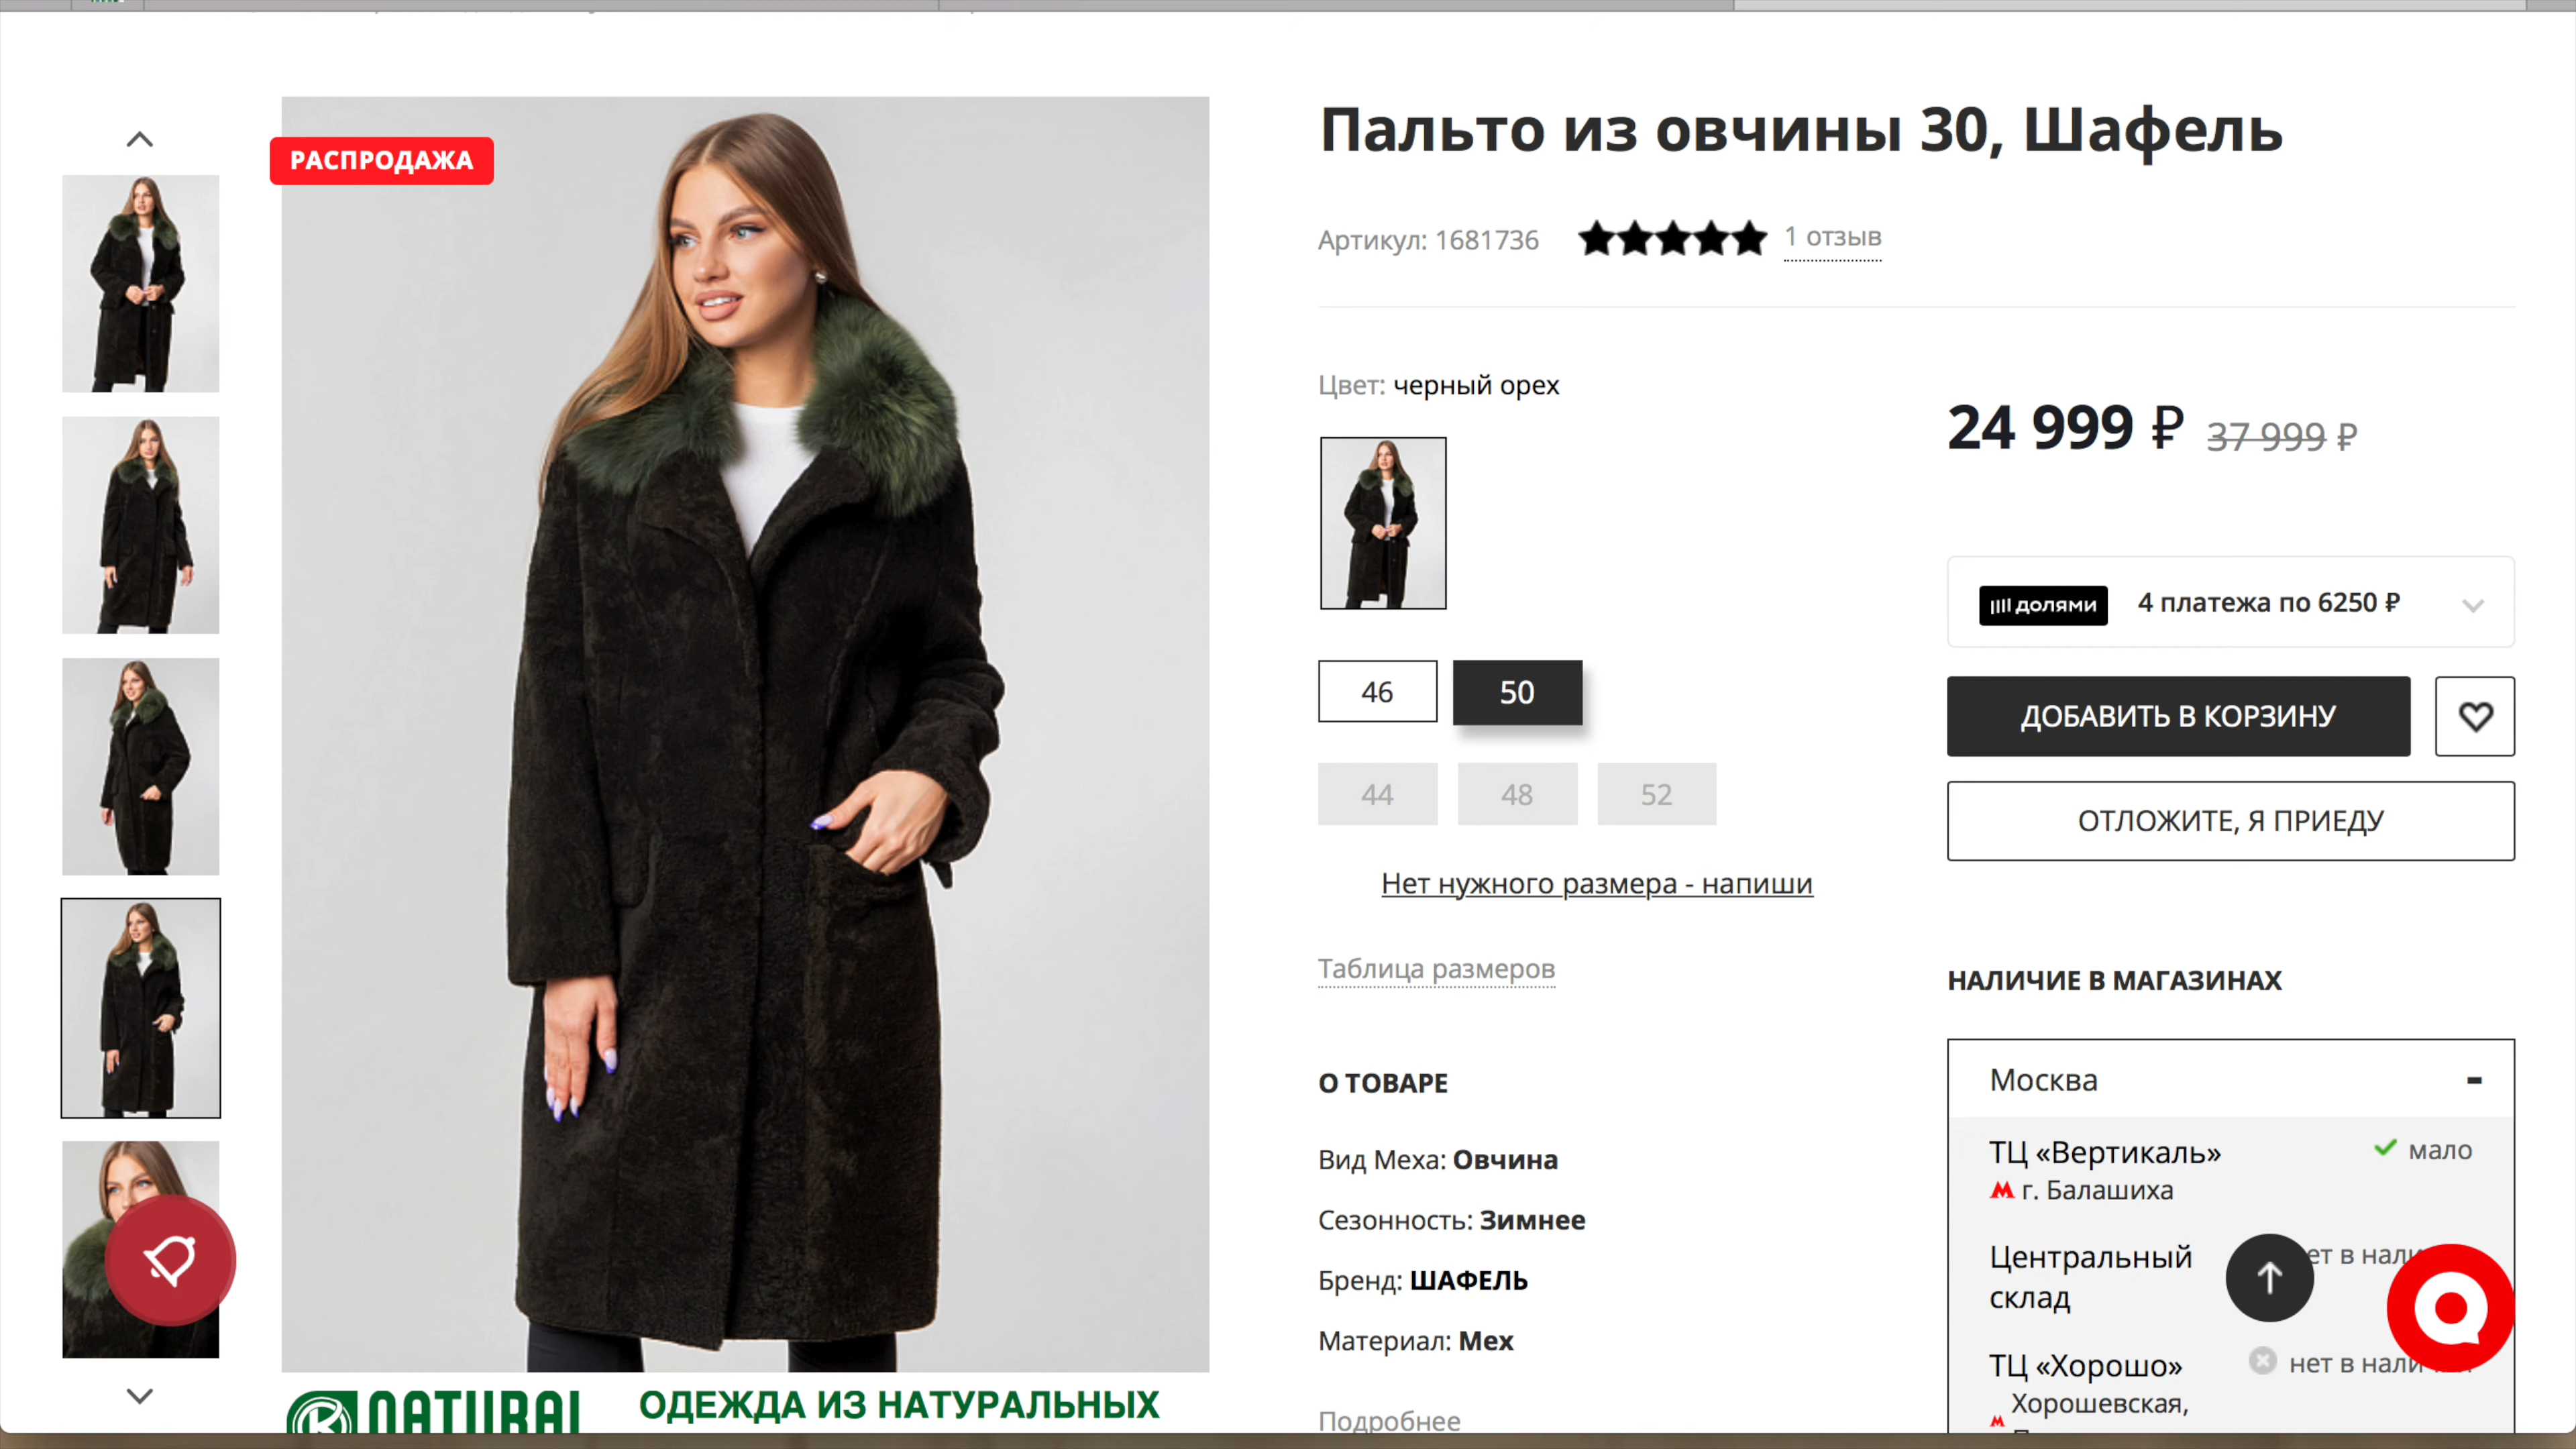 РАСПРОДАЖА
Пальто из овчины 30, Шафель
Артикул: 1681736
1 отзыв
Цвет: черный орех
24 999 ₽ 37 999 ₽
долями 4 платежа по 6250 ₽
46 50
ДОБАВИТЬ В КОРЗИНУ
44 48 52
ОТЛОЖИТЕ, Я ПРИЕДУ
Нет нужного размера - напиши
Таблица размеров
НАЛИЧИЕ В МАГАЗИНАХ
О ТОВАРЕ
Москва
Вид Меха: Овчина
Сезонность: Зимнее
Бренд: ШАФЕЛЬ
Материал: Мех
Подробнее
ТЦ «Вертикаль» мало
г. Балашиха
Центральный
склад
ТЦ «Хорошо» нет в
Хорошевская,
NATURAL
ОДЕЖДА ИЗ НАТУРАЛЬНЫХ